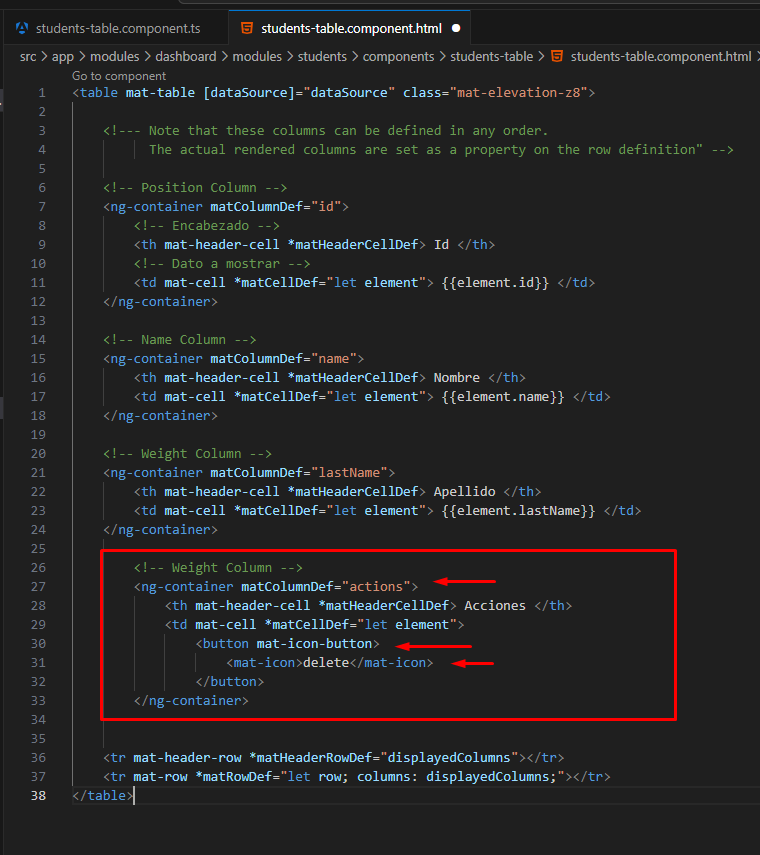 students-table.component.ts
students-table.component.html
src > app > modules > dashboard > modules > students > components > students-table > students-table.component.html
Go to component
1 <table mat-table [dataSource]="dataSource" class="mat-elevation-z8">
2
3 <!--- Note that these columns can be defined in any order.
4 The actual rendered columns are set as a property on the row definition" -->
5
6 <!-- Position Column -->
7 <ng-container matColumnDef="id">
8 <!-- Encabezado -->
9 <th mat-header-cell *matHeaderCellDef> Id </th>
10 <!-- Dato a mostrar -->
11 <td mat-cell *matCellDef="let element"> {{element.id}} </td>
12 </ng-container>
13
14 <!-- Name Column -->
15 <ng-container matColumnDef="name">
16 <th mat-header-cell *matHeaderCellDef> Nombre </th>
17 <td mat-cell *matCellDef="let element"> {{element.name}} </td>
18 </ng-container>
19
20 <!-- Weight Column -->
21 <ng-container matColumnDef="lastName">
22 <th mat-header-cell *matHeaderCellDef> Apellido </th>
23 <td mat-cell *matCellDef="let element"> {{element.lastName}} </td>
24 </ng-container>
25
26 <!-- Weight Column -->
27 <ng-container matColumnDef="actions">
28 <th mat-header-cell *matHeaderCellDef> Acciones </th>
29 <td mat-cell *matCellDef="let element">
30 <button mat-icon-button>
31 <mat-icon>delete</mat-icon>
32 </button>
33 </ng-container>
34
35
36 <tr mat-header-row *matHeaderRowDef="displayedColumns"></tr>
37 <tr mat-row *matRowDef="let row; columns: displayedColumns;"></tr>
38 </table>